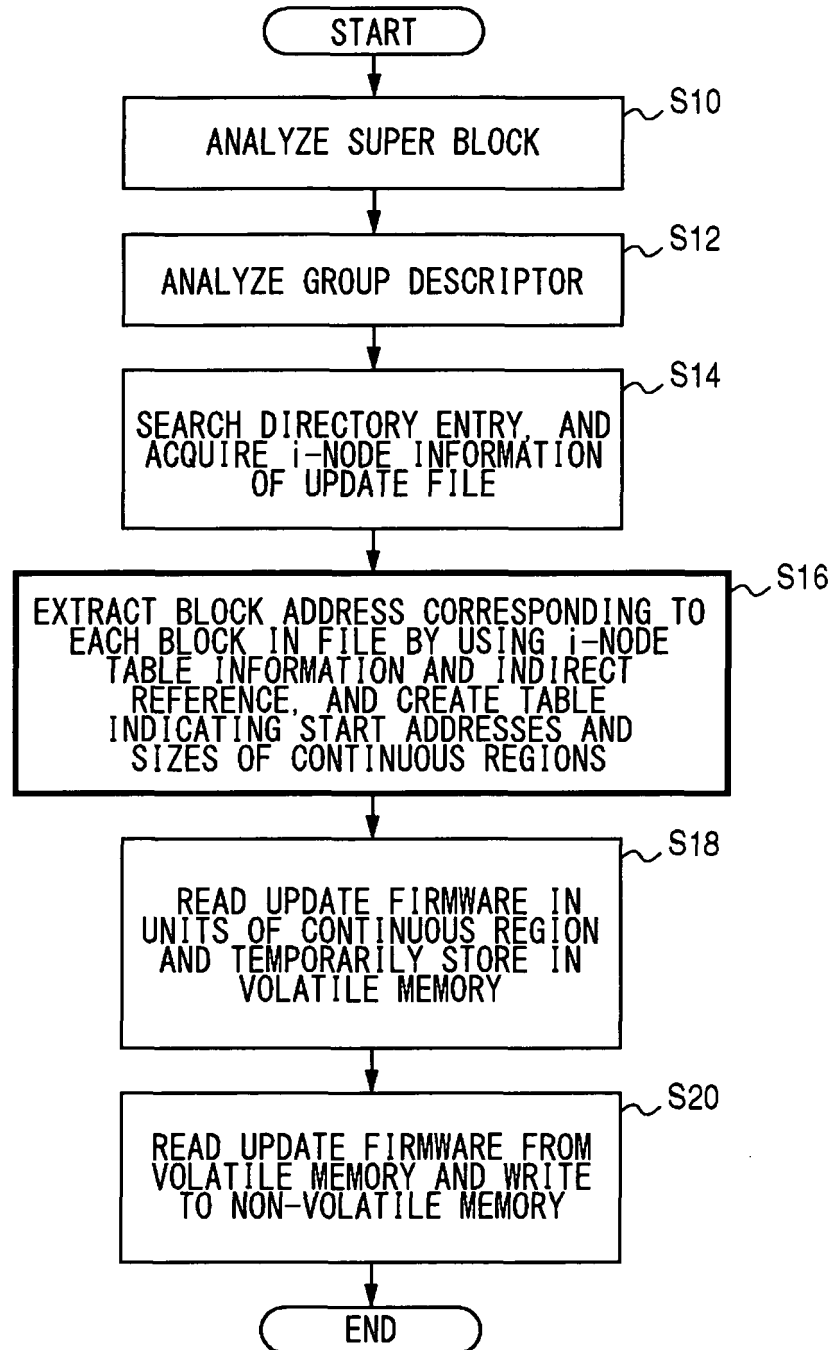 START
S10
ANALYZE SUPER BLOCK
S12
ANALYZE GROUP DESCRIPTOR
S14
SEARCH DIRECTORY ENTRY, AND
ACQUIRE i-NODE INFORMATION
OF UPDATE FILE
S16
EXTRACT BLOCK ADDRESS CORRESPONDING TO
EACH BLOCK IN FILE BY USING i-NODE
TABLE INFORMATION AND INDIRECT
REFERENCE, AND CREATE TABLE
INDICATING START ADDRESSES AND
SIZES OF CONTINUOUS REGIONS
S18
READ UPDATE FIRMWARE IN
UNITS OF CONTINUOUS REGION
AND TEMPORARILY STORE IN
VOLATILE MEMORY
S20
READ UPDATE FIRMWARE FROM
VOLATILE MEMORY AND WRITE
TO NON-VOLATILE MEMORY
END